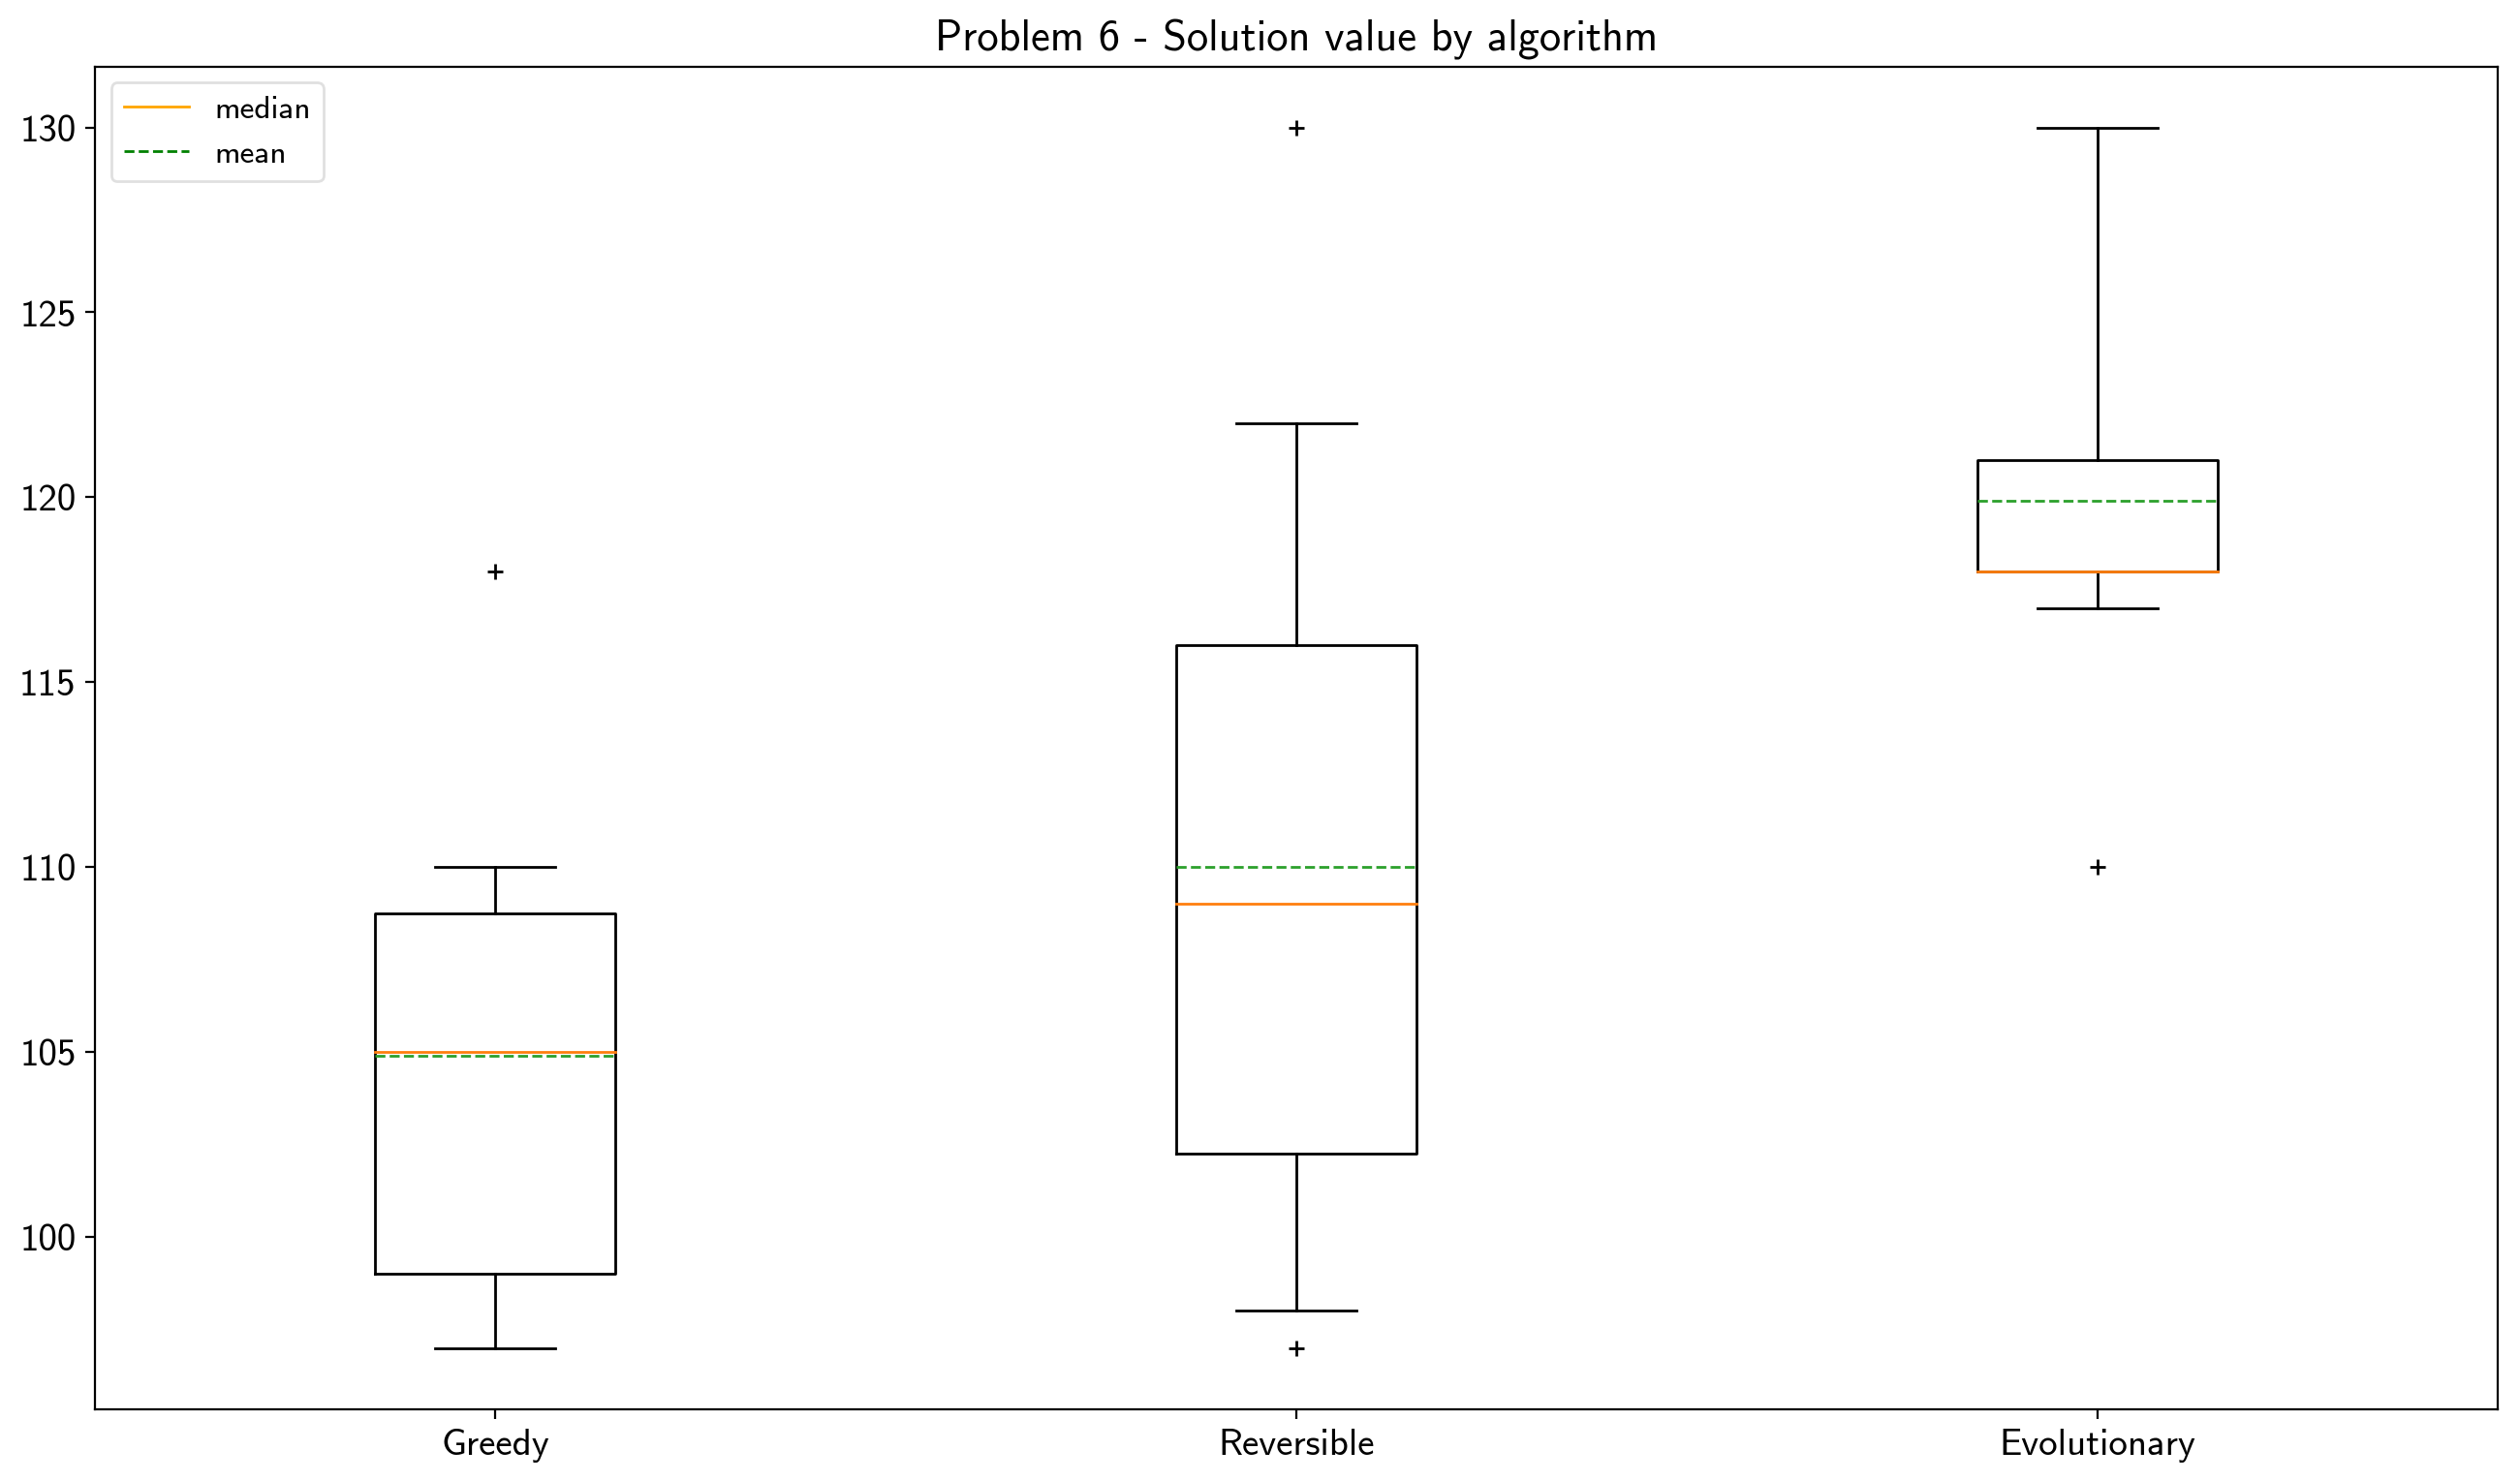 Problem 6 - Solution value by algorithm
median
mean
130
125
120
115
110
105
100
Greedy
Reversible
Evolutionary